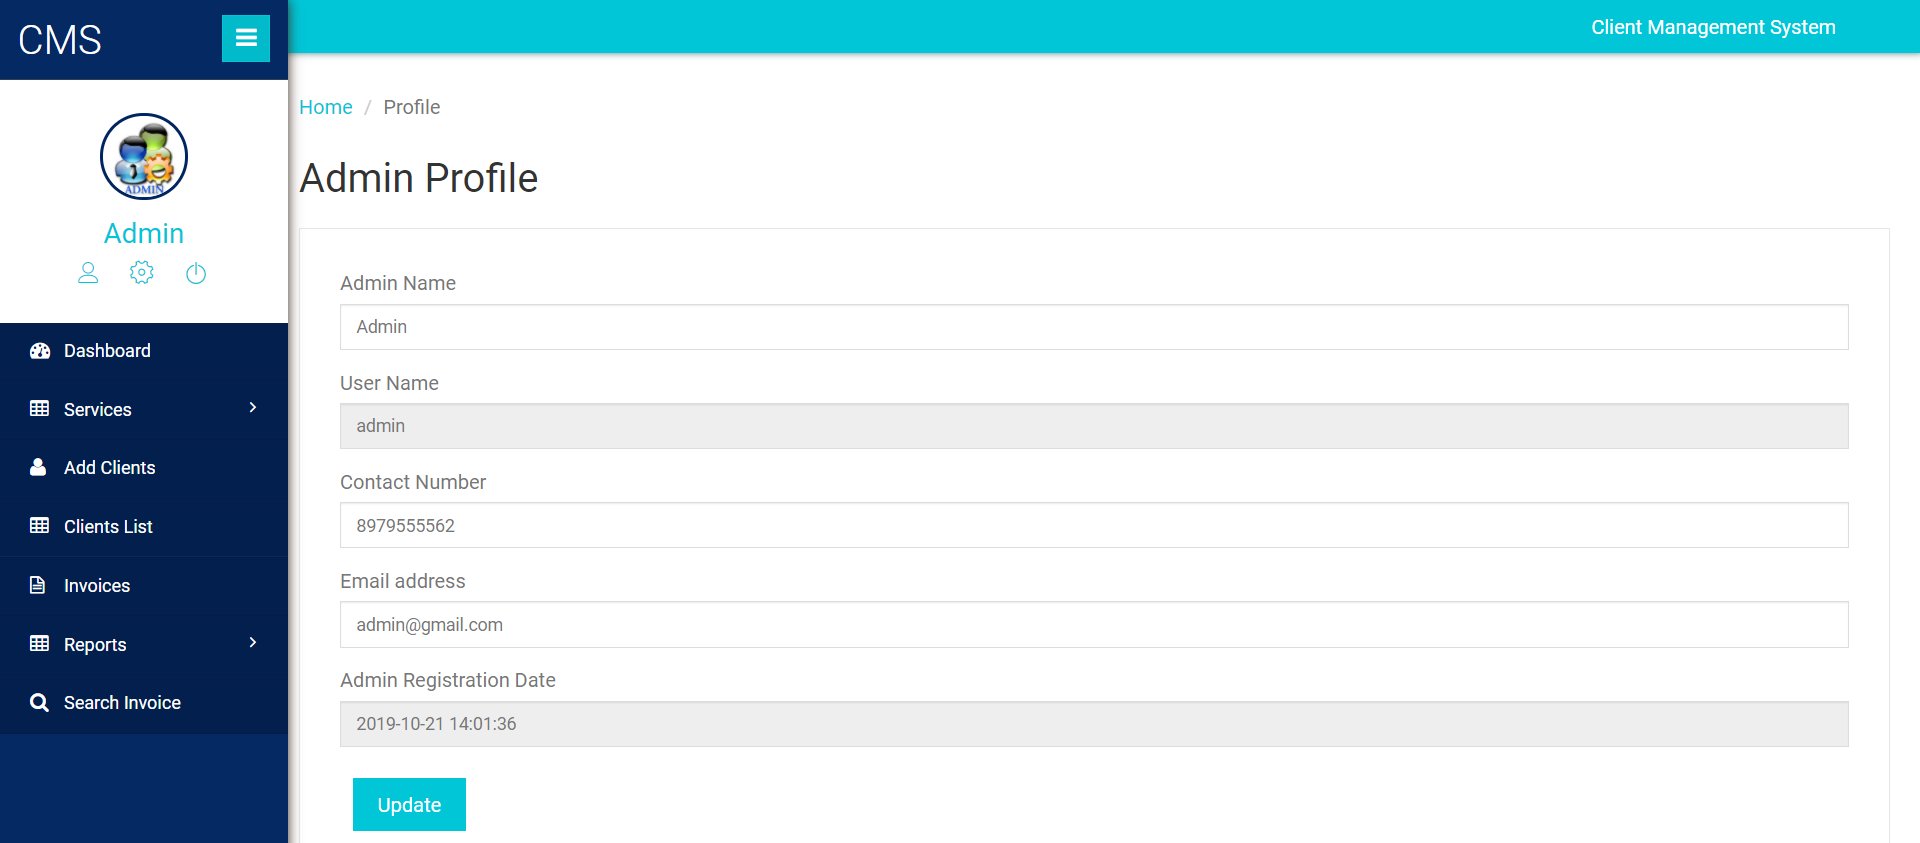 CMS
Client Management System
Home / Profile
Admin Profile
ADMIN
Admin
Dashboard
Services
Add Clients
Clients List
Invoices
Reports
Search Invoice
Admin Name
Admin
User Name
admin
Contact Number
8979555562
Email address
admin@gmail.com
Admin Registration Date
2019-10-21 14:01:36
Update